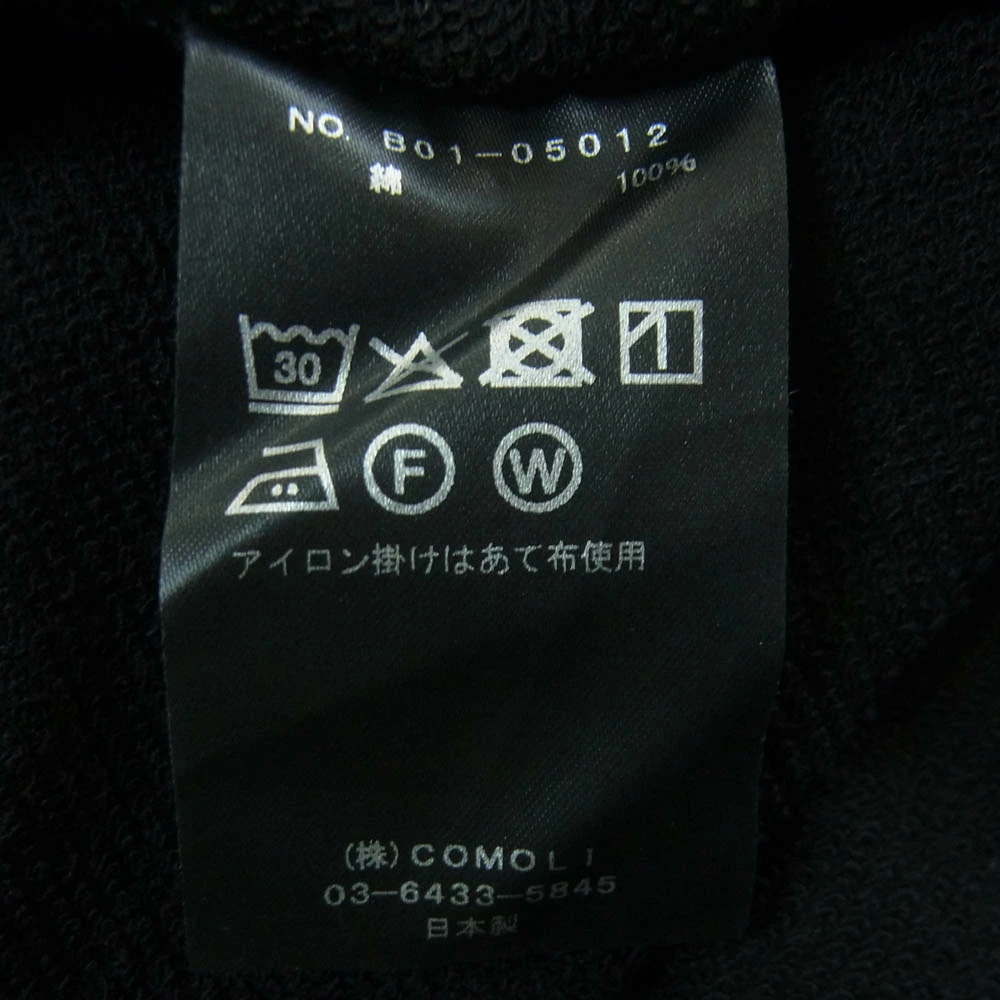 NO. B01-05012
綿 100%
30
F W
アイロン掛けはあて布使用
(株)COMOLI
03-6433-5845
日本製